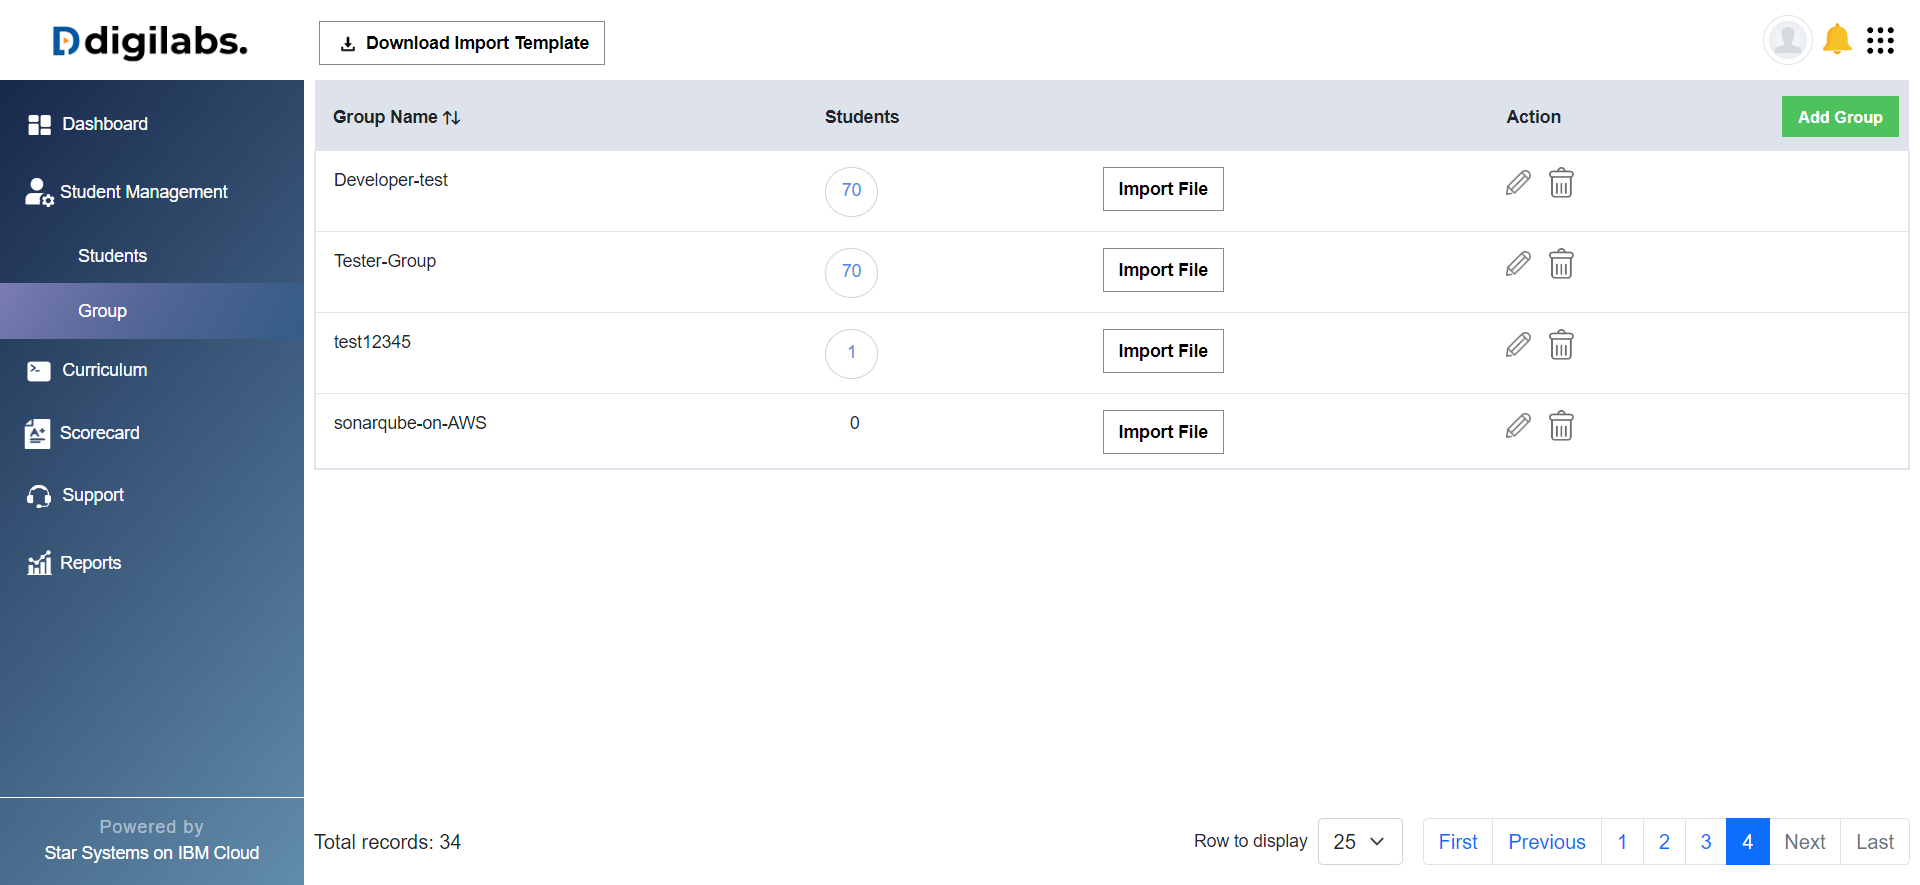 digilabs.
Download Import Template
Dashboard
Student Management
Students
Group
Curriculum
Scorecard
Support
Reports
Powered by
Star Systems on IBM Cloud
Group Name Students Action Add Group
Developer-test 70 Import File
Tester-Group 70 Import File
test12345 1 Import File
sonarqube-on-AWS 0 Import File
Total records: 34 Row to display 25 First Previous 1 2 3 4 Next Last